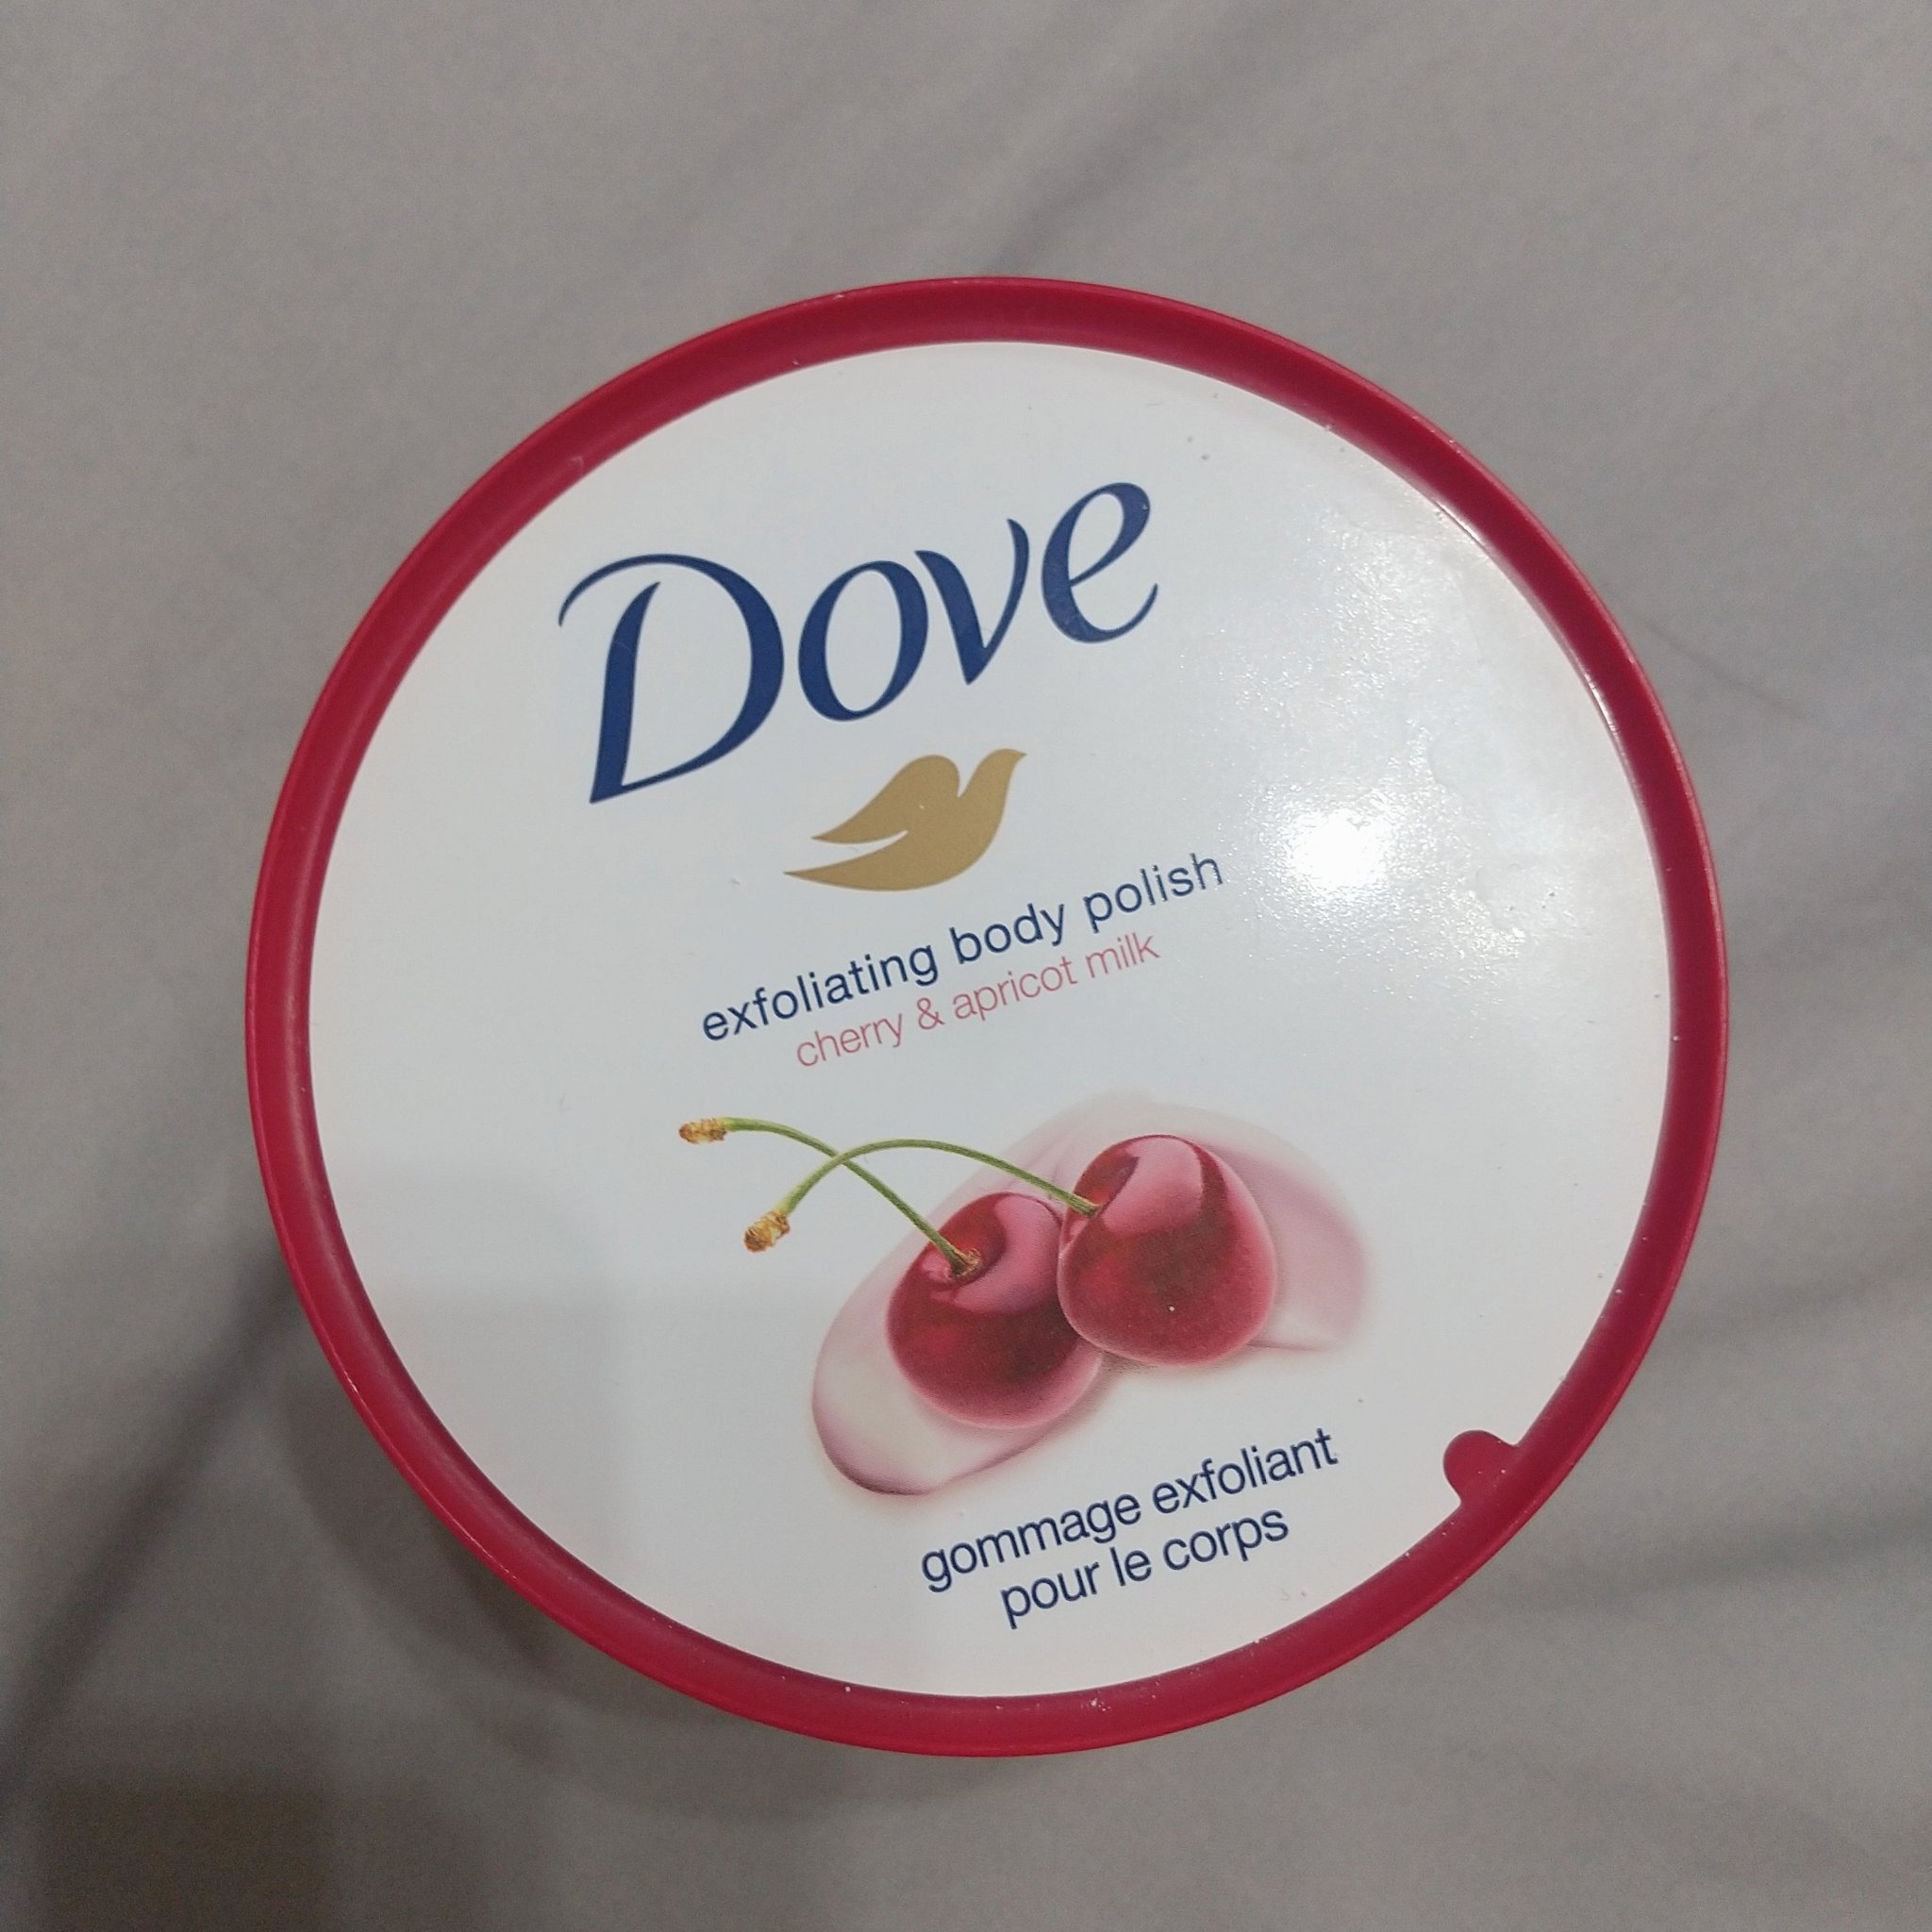 Dove
exfoliating body polish
cherry & apricot milk
gommage exfoliant
pour le corps